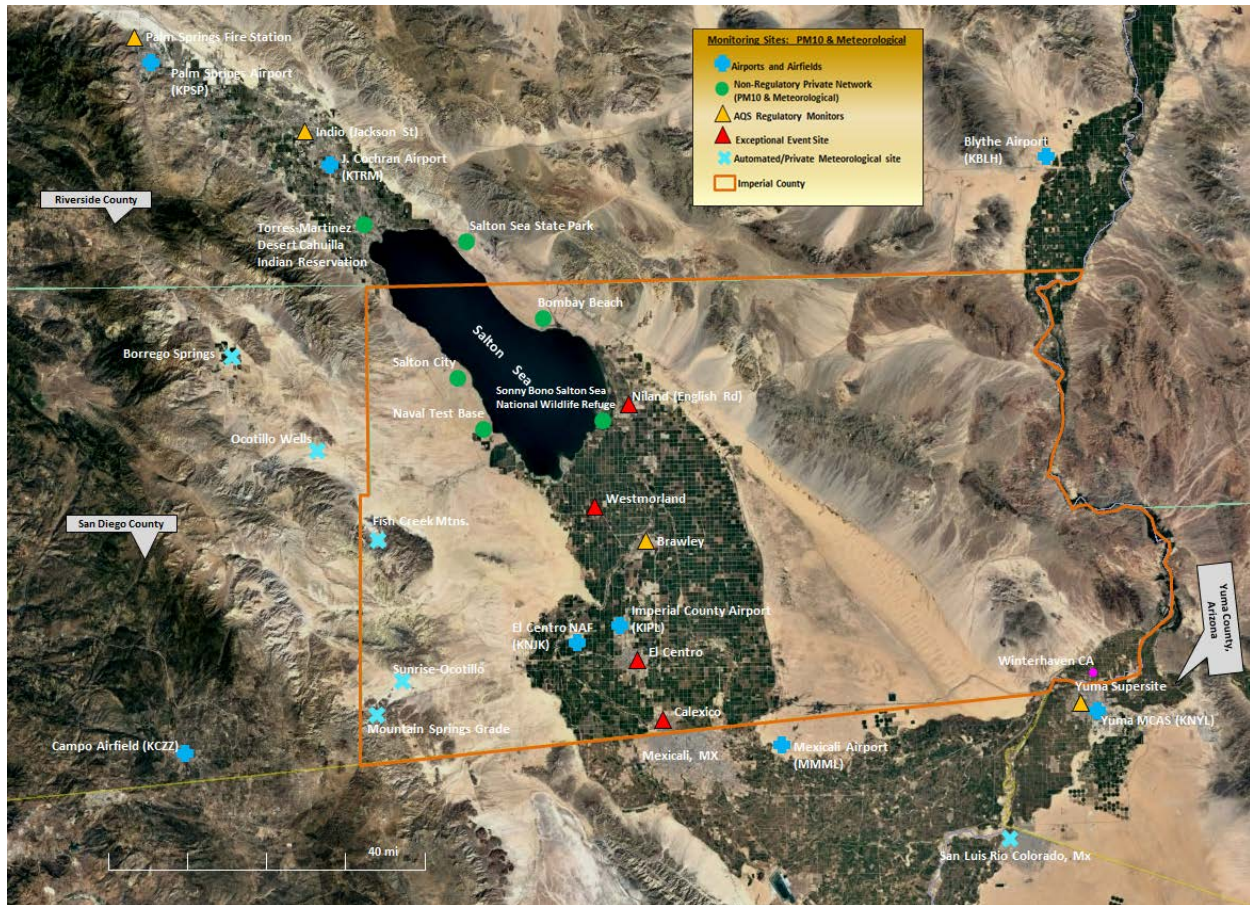 Palm Springs Fire Station
Palm Springs Airport
(KPSP)
Indio (Jackson St)
J. Cochran Airport
(KTRM)
Monitoring Sites: PM10 & Meteorological
Airports and Airfields
Non-Regulatory Private Network
(PM10 & Meteorological)
AQS Regulatory Monitors
Exceptional Event Site
Automated/Private Meteorological site
Imperial County
Blythe Airport
(KBLH)
Riverside County
Torres-Martinez
Desert Cahuilla
Indian Reservation
Salton Sea State Park
Bombay Beach
Salton
Sea
Borrego Springs
Salton City
Sonny Bono Salton Sea
National Wildlife Refuge
Niland (English Rd)
Naval Test Base
Ocotillo Wells
Westmorland
San Diego County
Fish Creek Mtns.
Brawley
Imperial County Airport
(KIPL)
El Centro NAF
(KNJK)
El Centro
Yuma County,
Arizona
Sunrise-Ocotillo
Winterhaven CA
Yuma Supersite
Calexico
Yuma MCAS (KNYL)
Mountain Springs Grade
Campo Airfield (KCZZ)
Mexicali, MX
Mexicali Airport
(MMML)
40 mi
San Luis Rio Colorado, Mx